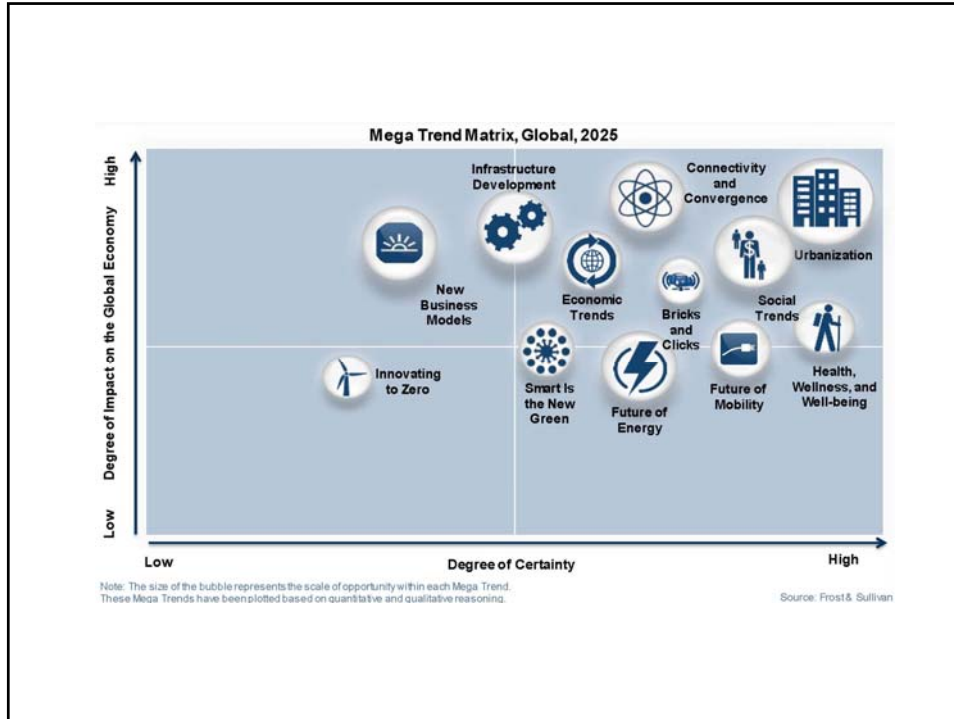 Mega Trend Matrix, Global, 2025
High
Degree of Impact on the Global Economy
Low
Infrastructure
Development
Connectivity
and
Convergence
Urbanization
New
Business
Models
Economic
Trends
Bricks
and
Clicks
$
Social
Trends
Innovating
to Zero
Smart Is
the New
Green
Future of
Energy
Future of
Mobility
Health,
Wellness, and
Well-being
Low
Degree of Certainty
High
Note: The size of the bubble represents the scale of opportunity within each Mega Trend.
These Mega Trends have been plotted based on quantitative and qualitative reasoning.
Source: Frost & Sullivan